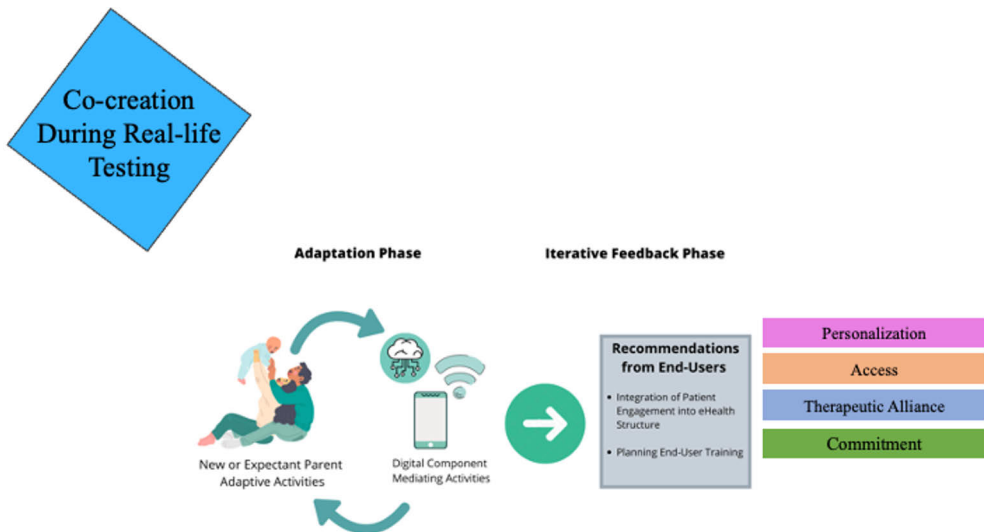 Co-creation
During Real-life
Testing
Adaptation Phase
Iterative Feedback Phase
New or Expectant Parent
Adaptive Activities
Digital Component
Mediating Activities
Recommendations
from End-Users
• Integration of Patient
Engagement into eHealth
Structure
• Planning End-User Training
Personalization
Access
Therapeutic Alliance
Commitment